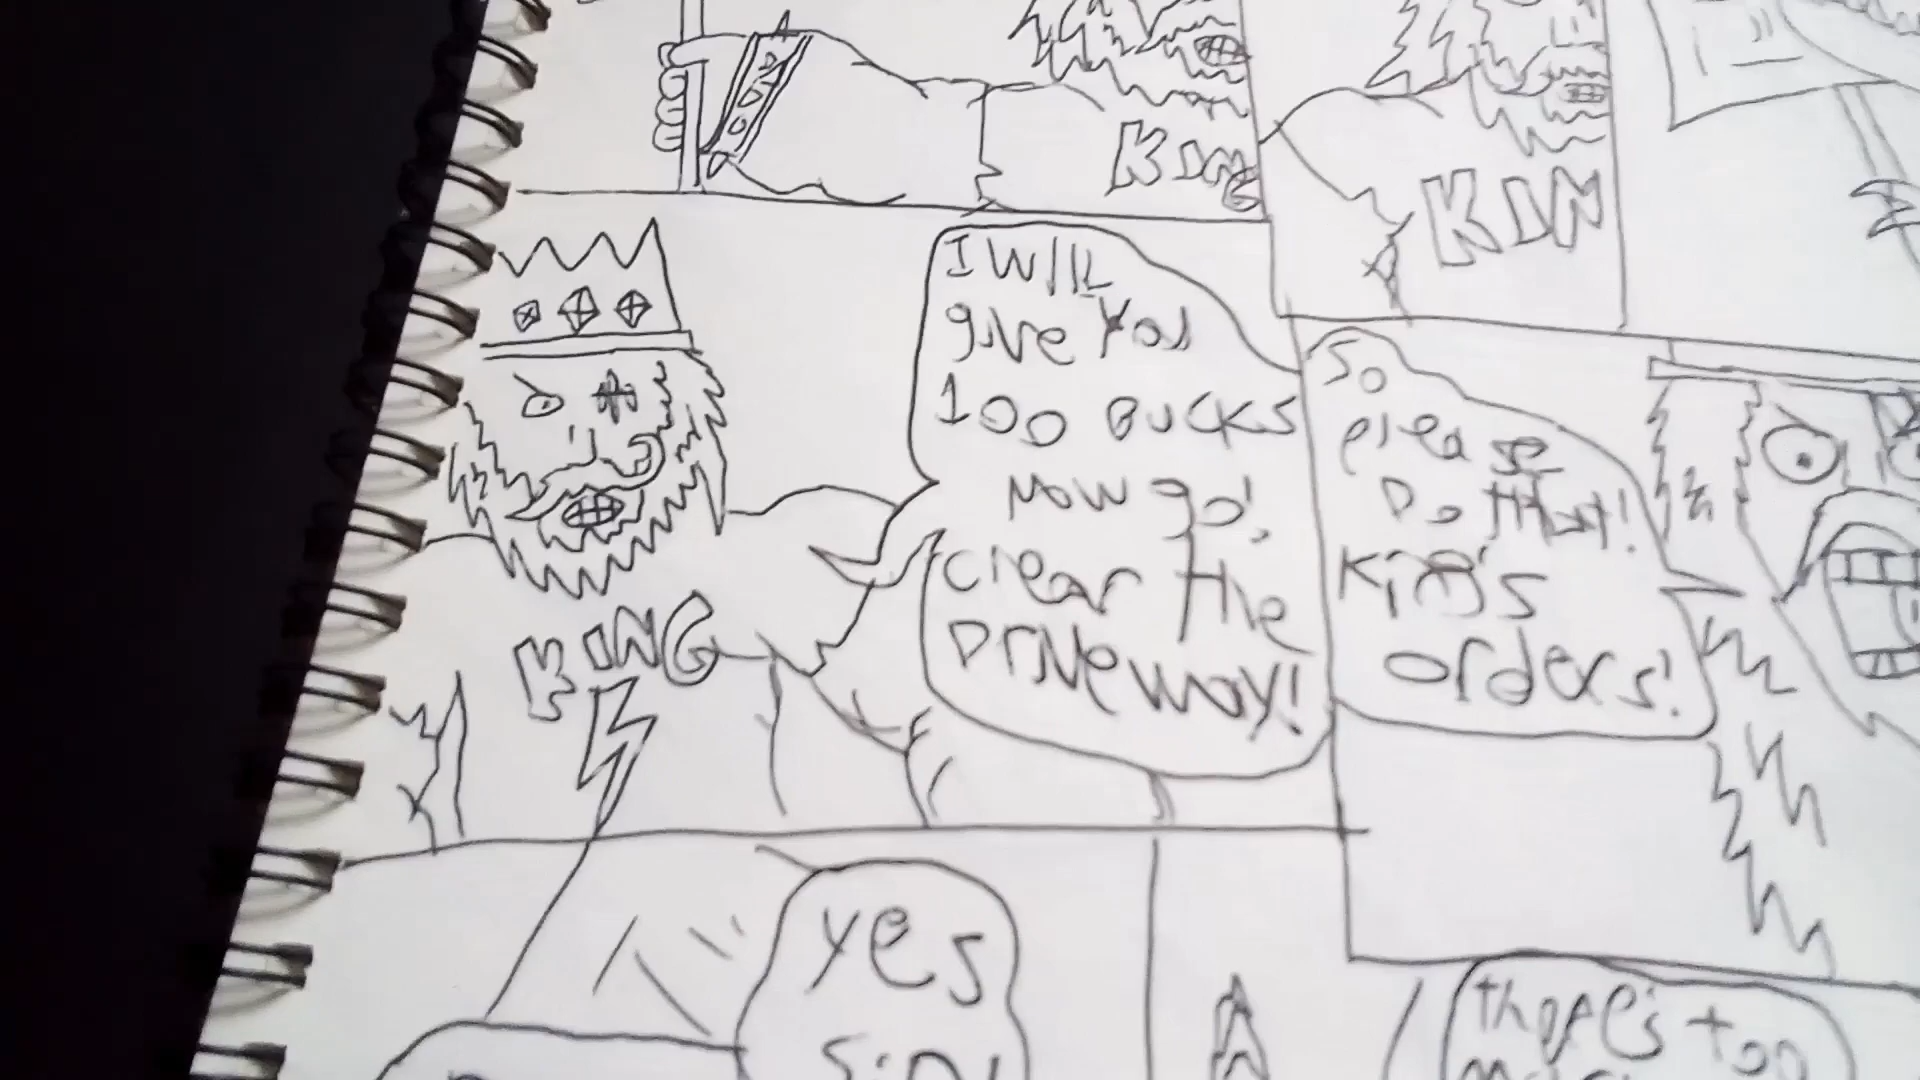 KING
KIN
I WILL
give You
100 BUCKS
Now go!
clear the
DRIVEWAY!
KING
So
please
Do that!
King's
orders!
yes
Sir!
there's too